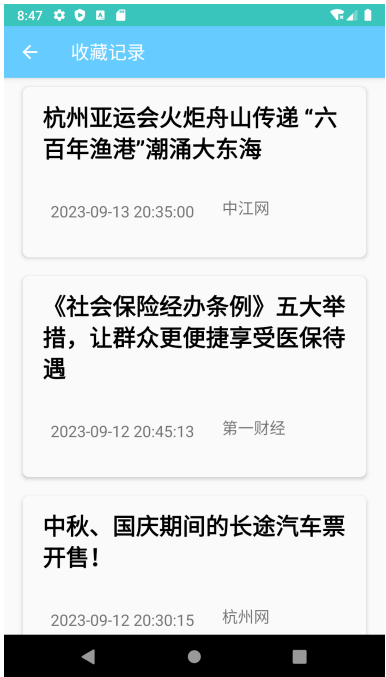 8:47
收藏记录
杭州亚运会火炬舟山传递 “六
百年渔港”潮涌大东海
2023-09-13 20:35:00 中江网
《社会保险经办条例》五大举
措，让群众更便捷享受医保待
遇
2023-09-12 20:45:13 第一财经
中秋、国庆期间的长途汽车票
开售！
2023-09-12 20:30:15 杭州网